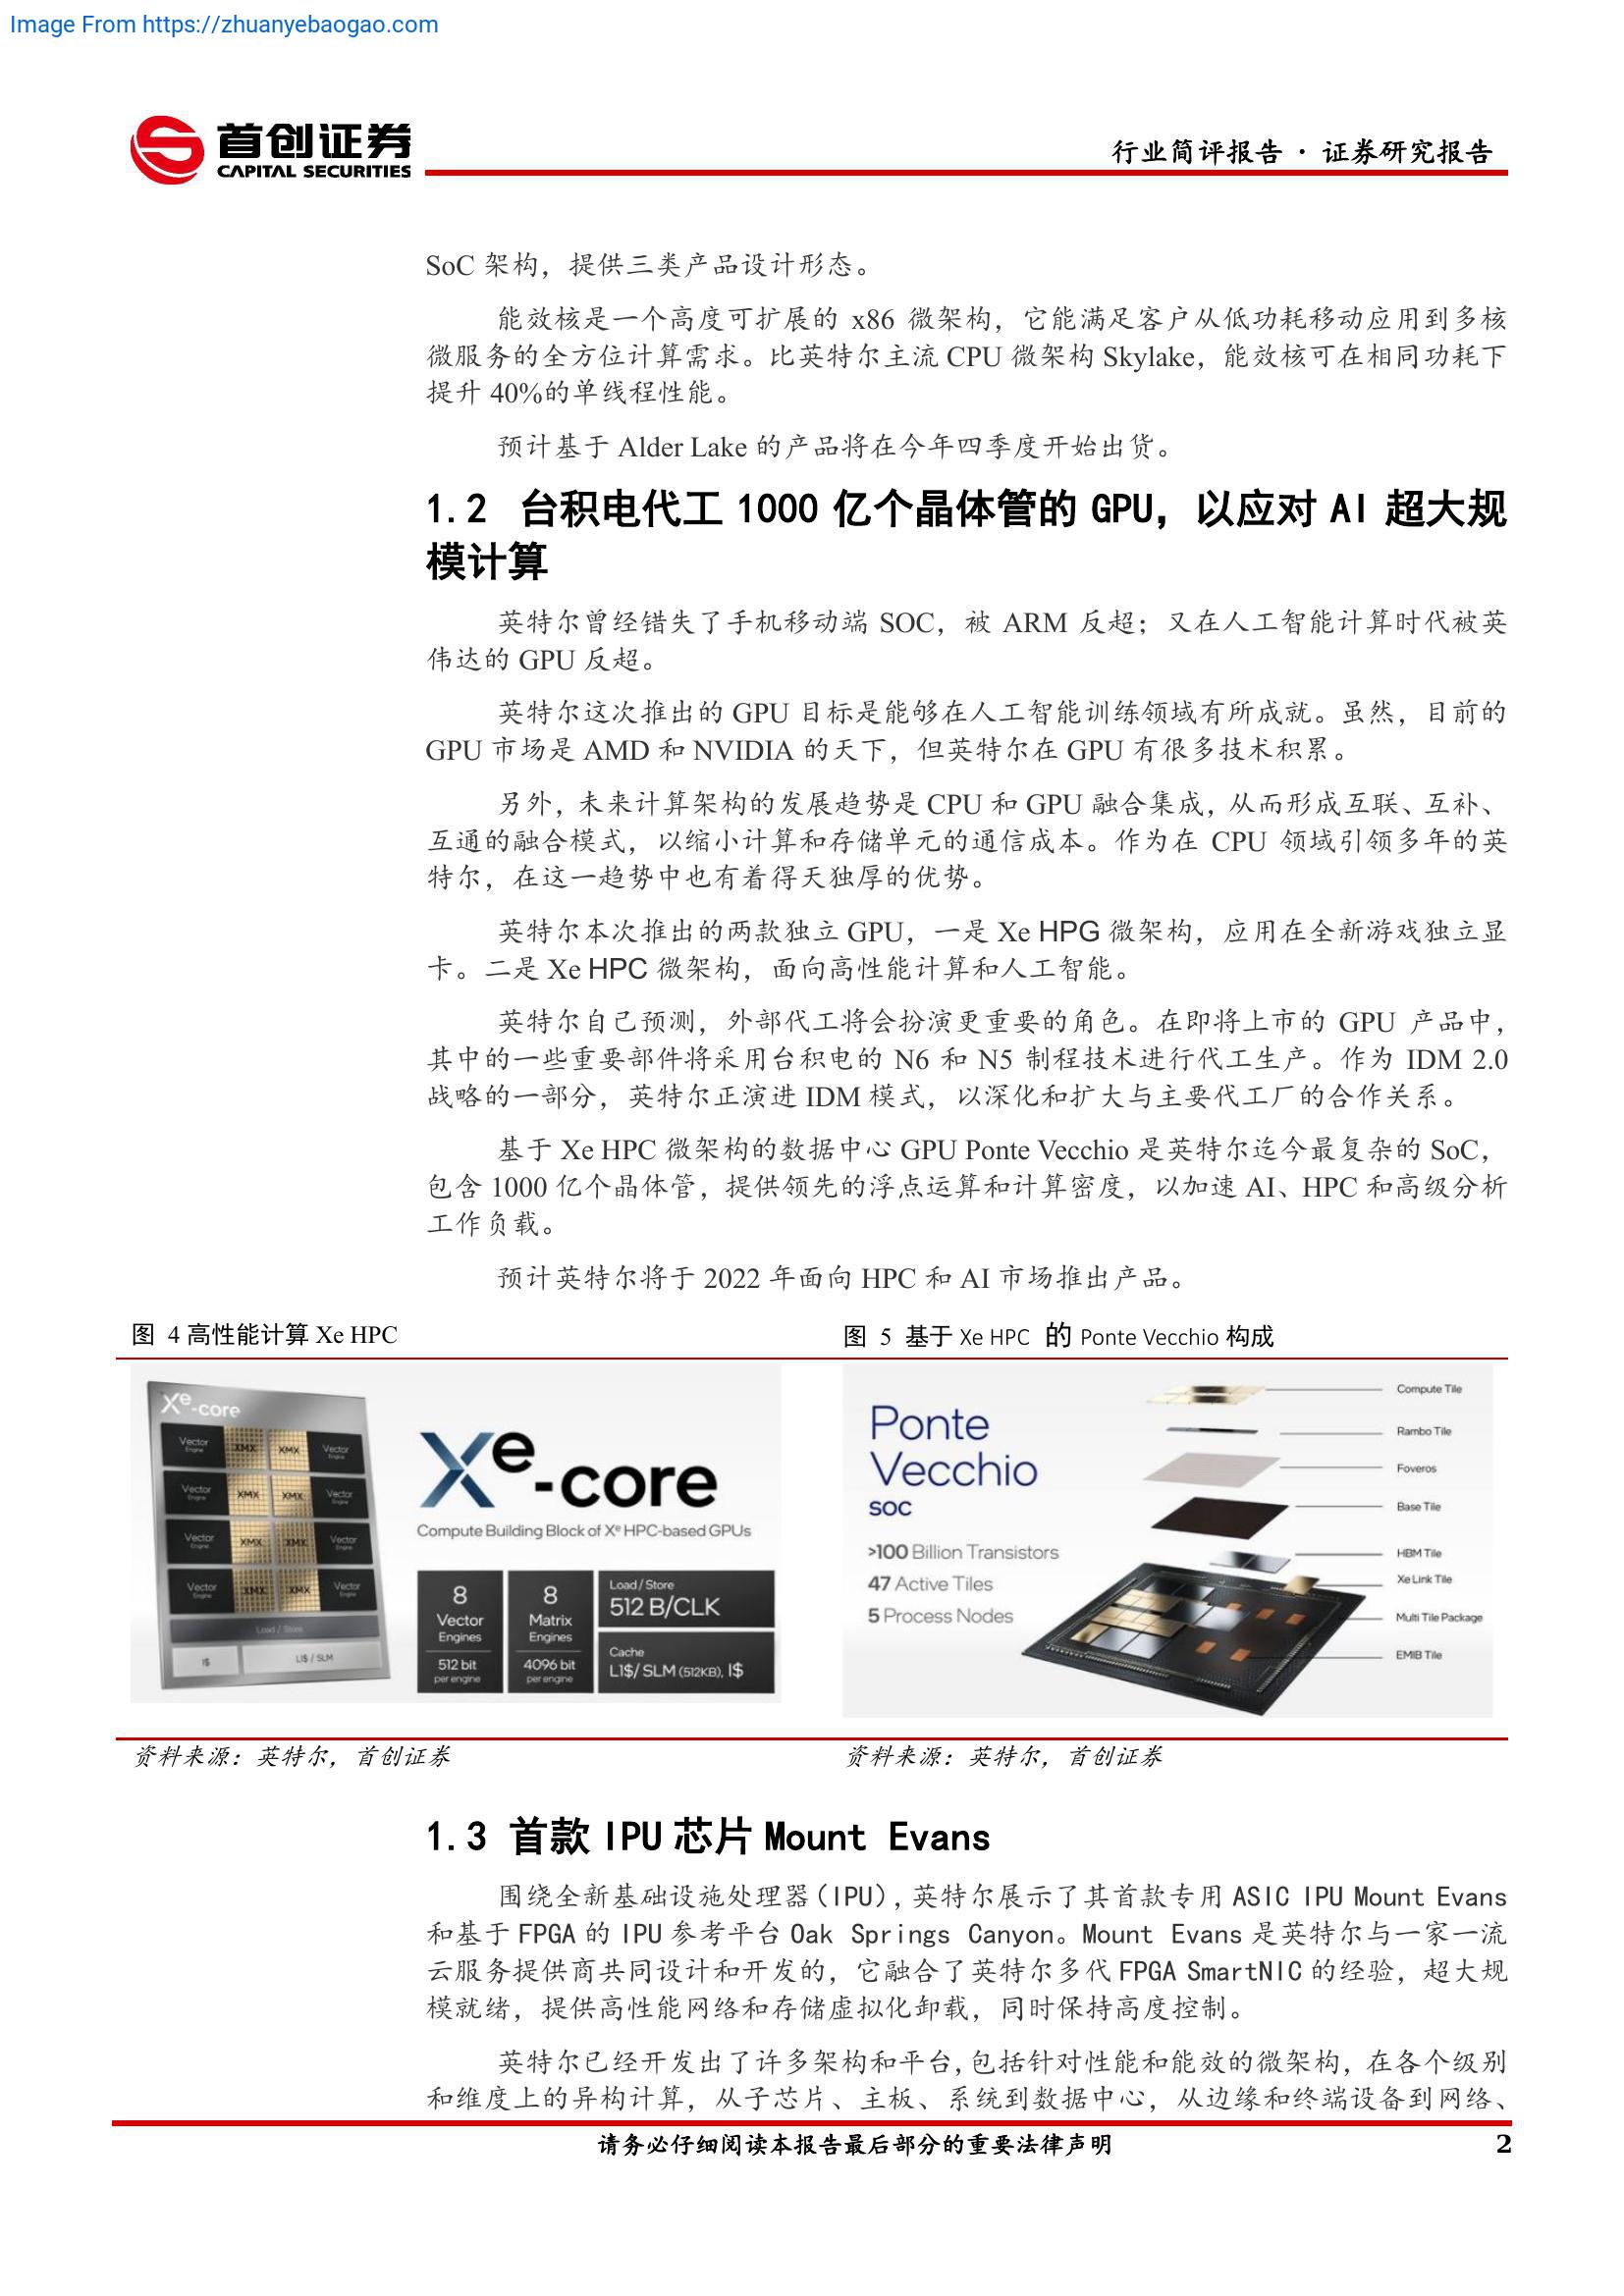 Image From https://zhuanyebaogao.com
首创证券
CAPITAL SECURITIES
行业简评报告 · 证券研究报告
SoC 架构，提供三类产品设计形态。
能效核是一个高度可扩展的 x86 微架构，它能满足客户从低功耗移动应用到多核
微服务的全方位计算需求。比英特尔主流 CPU 微架构 Skylake，能效核可在相同功耗下
提升 40%的单线程性能。
预计基于 Alder Lake 的产品将在今年四季度开始出货。
1.2 台积电代工 1000 亿个晶体管的 GPU，以应对 AI 超大规
模计算
英特尔曾经错失了手机移动端 SOC，被 ARM 反超；又在人工智能计算时代被英
伟达的 GPU 反超。
英特尔这次推出的 GPU 目标是能够在人工智能训练领域有所成就。虽然，目前的
GPU 市场是 AMD 和 NVIDIA 的天下，但英特尔在 GPU 有很多技术积累。
另外，未来计算架构的发展趋势是 CPU 和 GPU 融合集成，从而形成互联、互补、
互通的融合模式，以缩小计算和存储单元的通信成本。作为在 CPU 领域引领多年的英
特尔，在这一趋势中也有着得天独厚的优势。
英特尔本次推出的两款独立 GPU，一是 Xe HPG 微架构，应用在全新游戏独立显
卡。二是 Xe HPC 微架构，面向高性能计算和人工智能。
英特尔自己预测，外部代工将会扮演更重要的角色。在即将上市的 GPU 产品中，
其中的一些重要部件将采用台积电的 N6 和 N5 制程技术进行代工生产。作为 IDM 2.0
战略的一部分，英特尔正演进 IDM 模式，以深化和扩大与主要代工厂的合作关系。
基于 Xe HPC 微架构的数据中心 GPU Ponte Vecchio 是英特尔迄今最复杂的 SoC，
包含 1000 亿个晶体管，提供领先的浮点运算和计算密度，以加速 AI、HPC 和高级分析
工作负载。
预计英特尔将于 2022 年面向 HPC 和 AI 市场推出产品。
图 4 高性能计算 Xe HPC
Xe-core
Vector Engine XMX XMX Vector Engine
Vector Engine XMX XMX Vector Engine
Vector Engine XMX XMX Vector Engine
Vector Engine XMX XMX Vector Engine
Load / Store
I$ L1$ / SLM
Xe-core
Compute Building Block of Xe HPC-based GPUs
8
Vector
Engines
512 bit
per engine
8
Matrix
Engines
4096 bit
per engine
Load / Store
512 B/CLK
Cache
L1$/ SLM (512KB), I$
资料来源：英特尔，首创证券
图 5 基于 Xe HPC 的 Ponte Vecchio 构成
Ponte
Vecchio
SOC
>100 Billion Transistors
47 Active Tiles
5 Process Nodes
Compute Tile
Rambo Tile
Foveros
Base Tile
HBM Tile
Xe Link Tile
Multi Tile Package
EMIB Tile
资料来源：英特尔，首创证券
1.3 首款 IPU 芯片 Mount Evans
围绕全新基础设施处理器（IPU），英特尔展示了其首款专用 ASIC IPU Mount Evans
和基于 FPGA 的 IPU 参考平台 Oak Springs Canyon。Mount Evans 是英特尔与一家一流
云服务提供商共同设计和开发的，它融合了英特尔多代 FPGA SmartNIC 的经验，超大规
模就绪，提供高性能网络和存储虚拟化卸载，同时保持高度控制。
英特尔已经开发出了许多架构和平台，包括针对性能和能效的微架构，在各个级别
和维度上的异构计算，从子芯片、主板、系统到数据中心，从边缘和终端设备到网络、
请务必仔细阅读本报告最后部分的重要法律声明
2